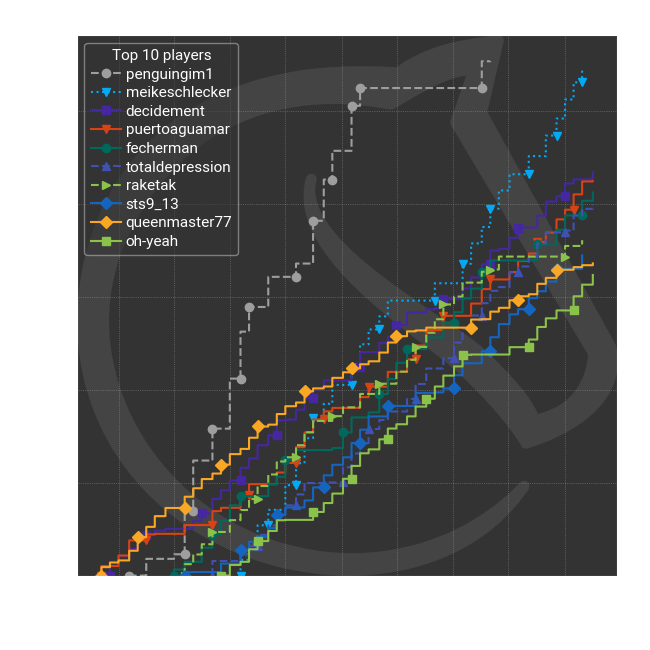 Top 10 players
penguingim1
meikeschlecker
decidement
puertoaguamar
fecherman
totaldepression
raketak
sts9_13
queenmaster77
oh-yeah